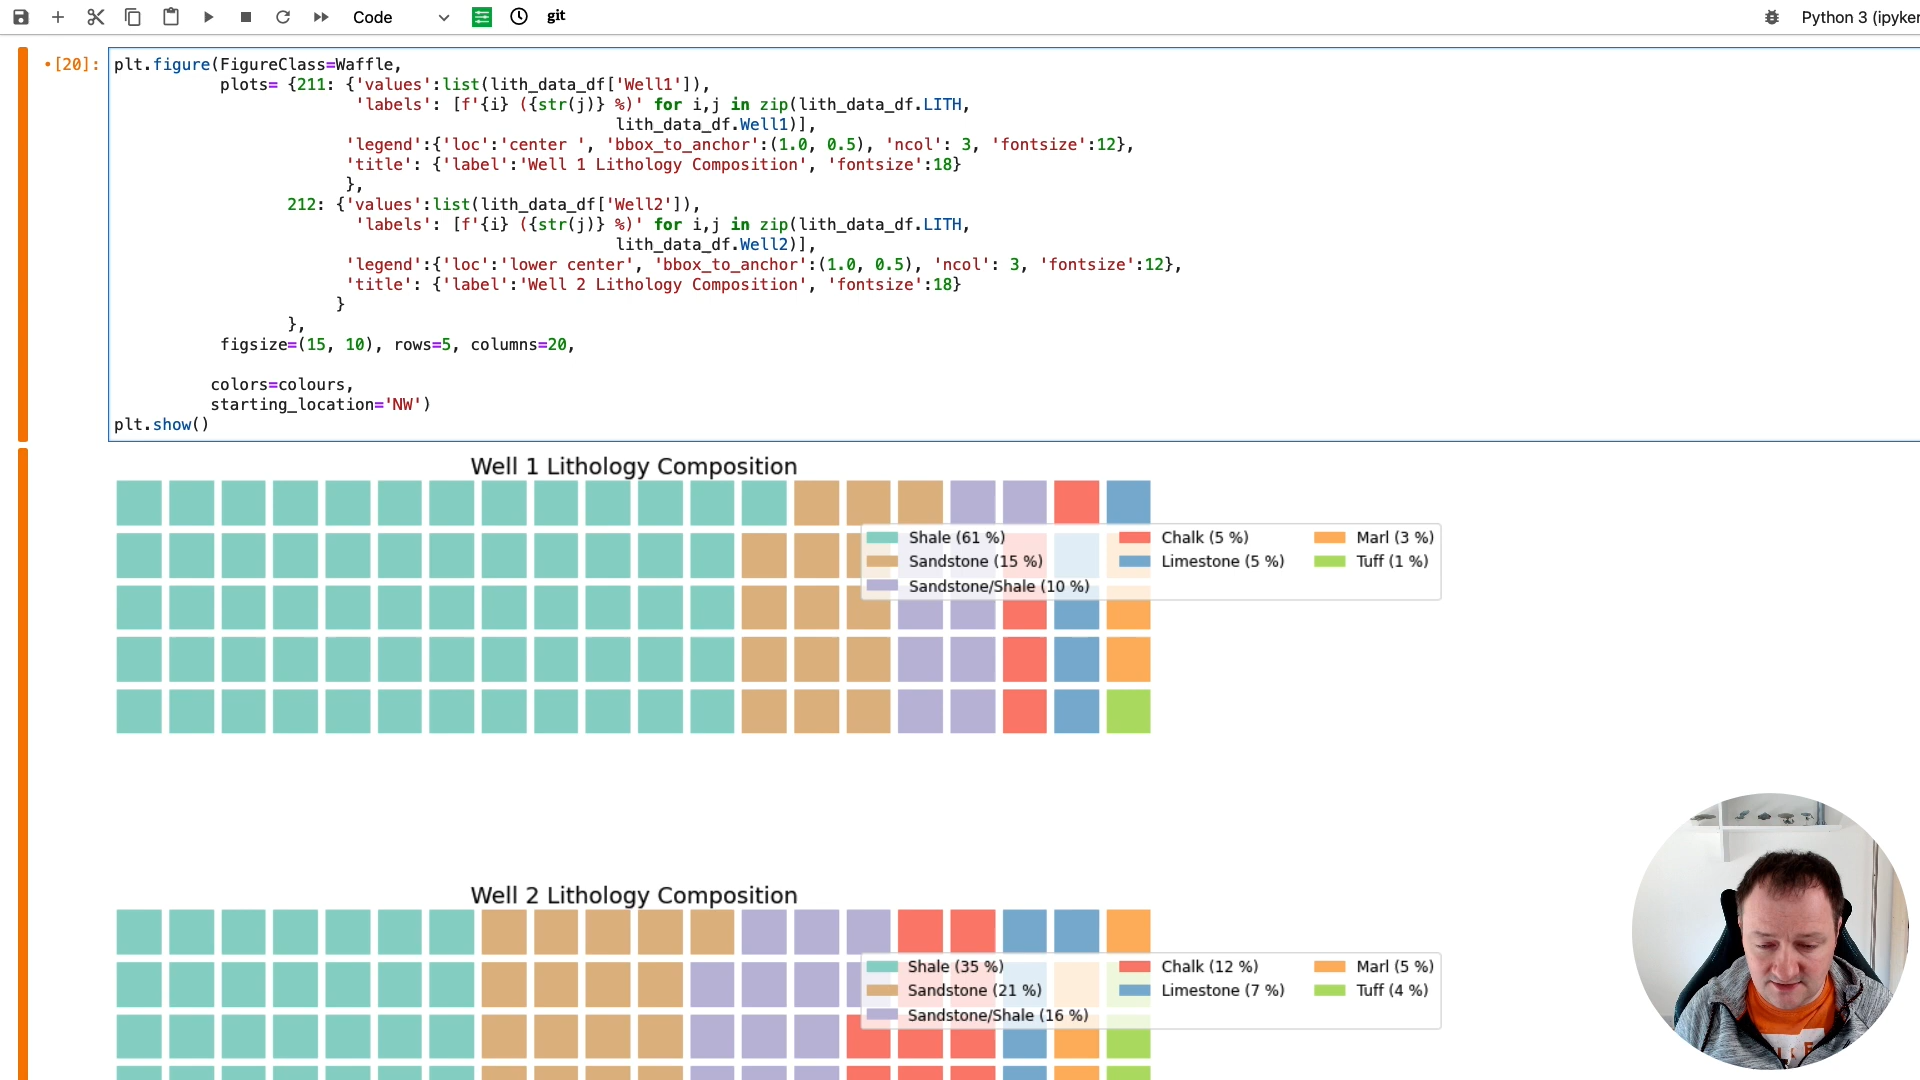 Code git Python 3 (ipyker
[20]: plt.figure(FigureClass=Waffle,
plots= {211: {'values':list(lith_data_df['Well1']),
'labels': [f'{i} ({str(j)} %)' for i,j in zip(lith_data_df.LITH,
lith_data_df.Well1)],
'legend':{'loc':'center ', 'bbox_to_anchor':(1.0, 0.5), 'ncol': 3, 'fontsize':12},
'title': {'label':'Well 1 Lithology Composition', 'fontsize':18}
},
212: {'values':list(lith_data_df['Well2']),
'labels': [f'{i} ({str(j)} %)' for i,j in zip(lith_data_df.LITH,
lith_data_df.Well2)],
'legend':{'loc':'lower center', 'bbox_to_anchor':(1.0, 0.5), 'ncol': 3, 'fontsize':12},
'title': {'label':'Well 2 Lithology Composition', 'fontsize':18}
}
},
figsize=(15, 10), rows=5, columns=20,
colors=colours,
starting_location='NW')
plt.show()
Well 1 Lithology Composition
Shale (61 %) Chalk (5 %) Marl (3 %)
Sandstone (15 %) Limestone (5 %) Tuff (1 %)
Sandstone/Shale (10 %)
Well 2 Lithology Composition
Shale (35 %) Chalk (12 %) Marl (5 %)
Sandstone (21 %) Limestone (7 %) Tuff (4 %)
Sandstone/Shale (16 %)